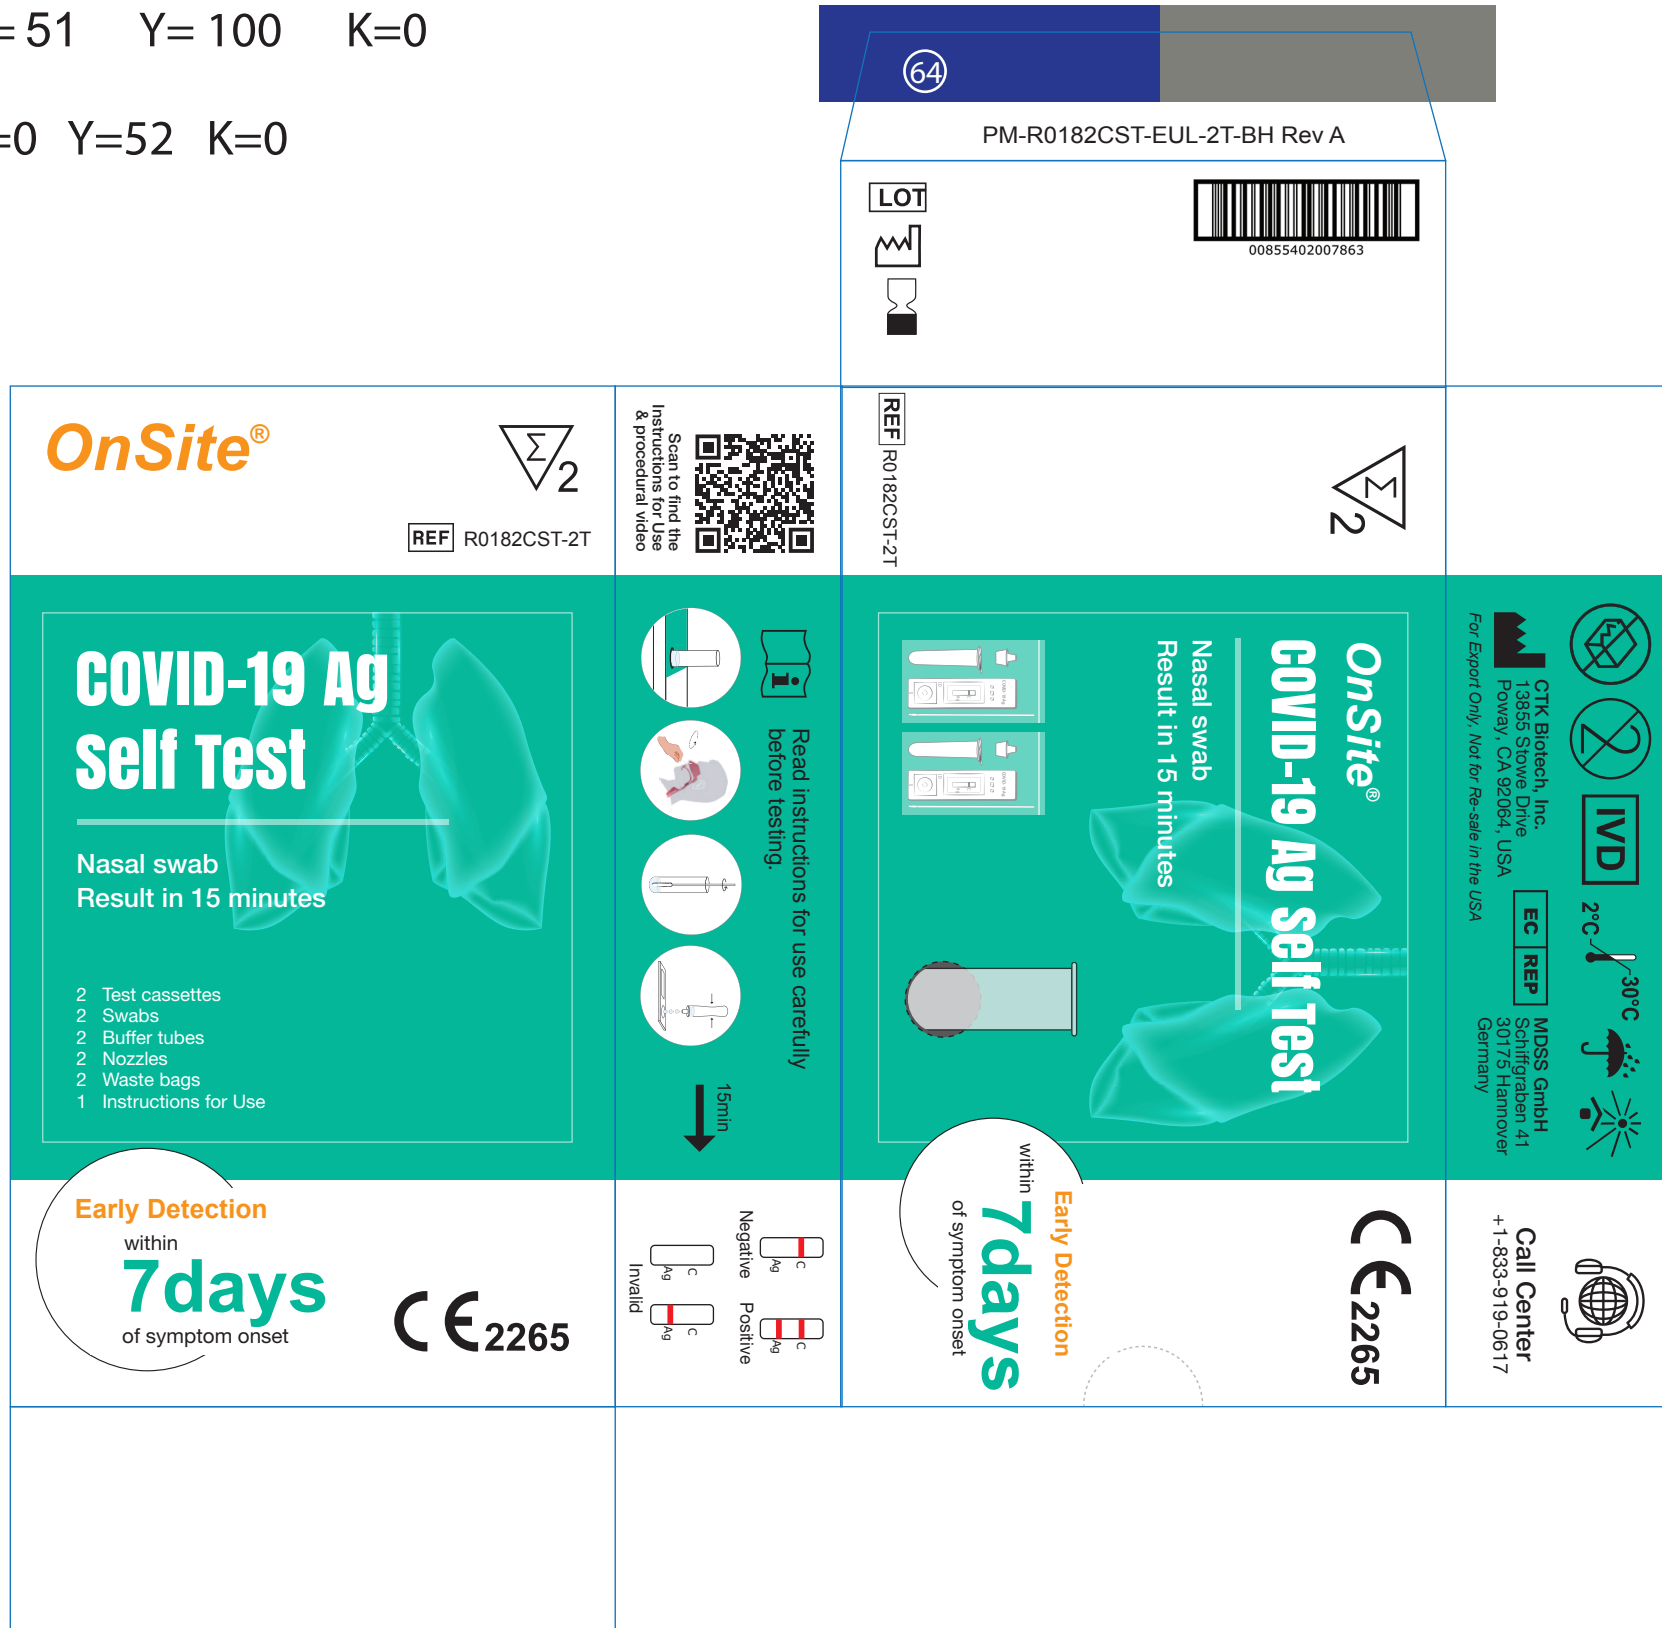 = 51 Y= 100 K=0
=0 Y=52 K=0
64
PM-R0182CST-EUL-2T-BH Rev A
LOT
00855402007863
OnSite®
Σ
2
REF R0182CST-2T
COVID-19 Ag
Self Test
Nasal swab
Result in 15 minutes
2 Test cassettes
2 Swabs
2 Buffer tubes
2 Nozzles
2 Waste bags
1 Instructions for Use
Early Detection
within
7days
of symptom onset
CE 2265
Scan to find the
Instructions for Use
& procedural video
i
Read instructions for use carefully
before testing.
15min
Negative
C
Ag
Positive
C
Ag
Invalid
C
Ag
C
Ag
REF R0182CST-2T
Σ
2
OnSite®
COVID-19 Ag Self Test
Nasal swab
Result in 15 minutes
COVID-19 Ag
COVID-19 Ag
Early Detection
within
7days
of symptom onset
CE 2265
2
IVD
2°C
30°C
CTK Biotech, Inc.
13855 Stowe Drive
Poway, CA 92064, USA
For Export Only, Not for Re-sale in the USA
EC REP
MDSS GmbH
Schiffgraben 41
30175 Hannover
Germany
Call Center
+1-833-919-0617